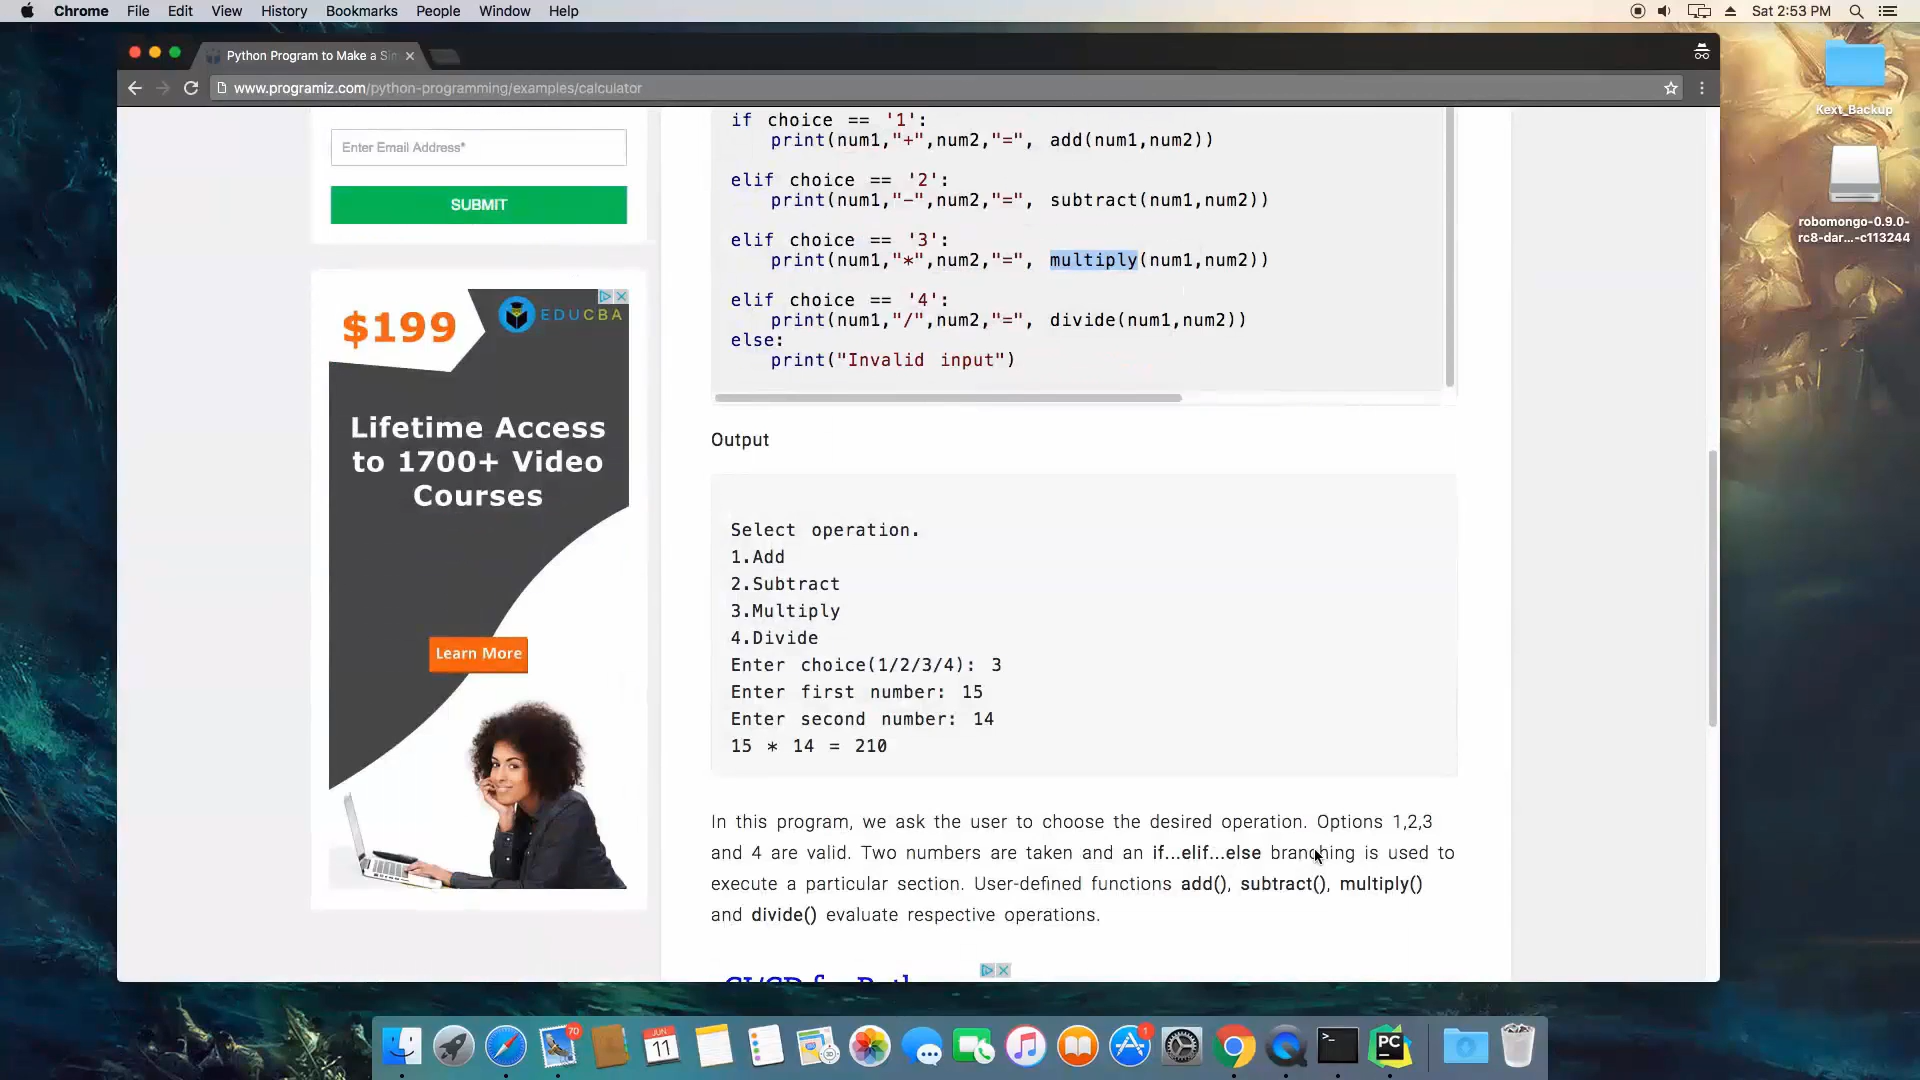 Chrome File Edit View History Bookmarks People Window Help
Sat 2:53 PM
Python Program to Make a Si
www.programiz.com/python-programming/examples/calculator
Kext_Backup
robomongo-0.9.0-
rc8-dar...-c113244
Enter Email Address*
SUBMIT
$199
EDUCBA
Lifetime Access
to 1700+ Video
Courses
Learn More
if choice == '1':
print(num1,"+",num2,"=", add(num1,num2))
elif choice == '2':
print(num1,"-",num2,"=", subtract(num1,num2))
elif choice == '3':
print(num1,"*",num2,"=", multiply(num1,num2))
elif choice == '4':
print(num1,"/",num2,"=", divide(num1,num2))
else:
print("Invalid input")
Output
Select operation.
1.Add
2.Subtract
3.Multiply
4.Divide
Enter choice(1/2/3/4): 3
Enter first number: 15
Enter second number: 14
15 * 14 = 210
In this program, we ask the user to choose the desired operation. Options 1,2,3
and 4 are valid. Two numbers are taken and an if...elif...else branching is used to
execute a particular section. User-defined functions add(), subtract(), multiply()
and divide() evaluate respective operations.
70
JUN
11
1
PC